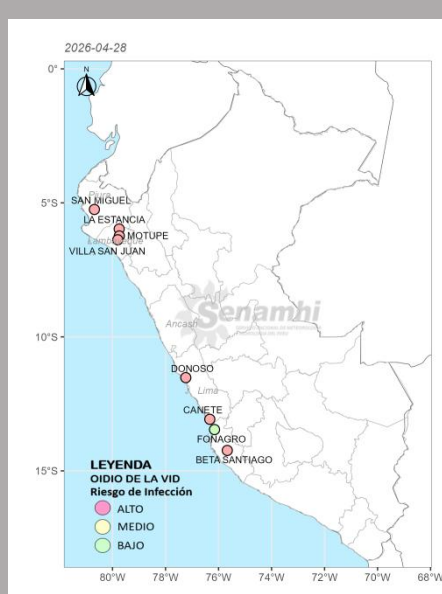 2026-04-28
N
0°
5°S
10°S
15°S
Piura
SAN MIGUEL
LA ESTANCIA
MOTUPE
Lambayeque
VILLA SAN JUAN
Senamhi
Ancash
DONOSO
Lima
CANETE
FONAGRO
BETA SANTIAGO
LEYENDA
OIDIO DE LA VID
Riesgo de Infección
ALTO
MEDIO
BAJO
80°W 78°W 76°W 74°W 72°W 70°W 68°W